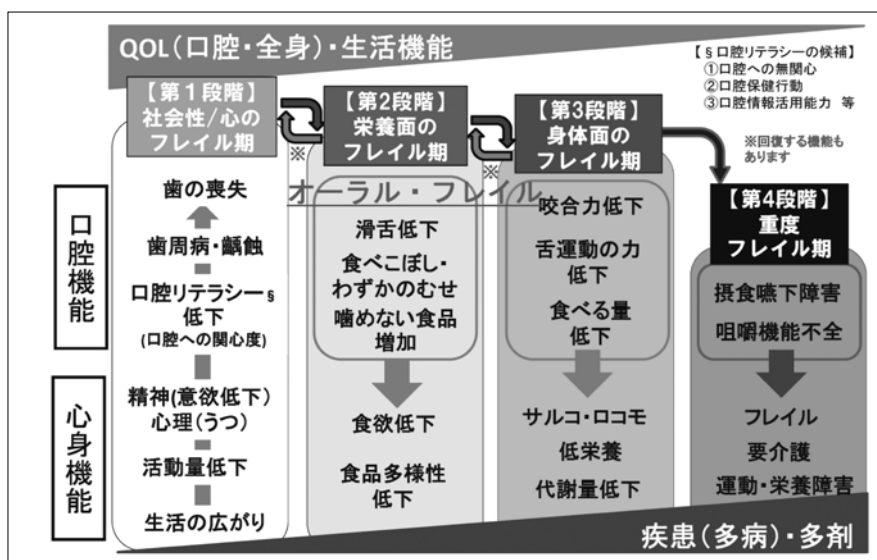 QOL(口腔・全身)・生活機能
【§口腔リテラシーの候補】
①口腔への無関心
②口腔保健行動
③口腔情報活用能力 等
※回復する機能も
あります
【第1段階】
社会性/心の
フレイル期
※
【第2段階】
栄養面の
フレイル期
※
【第3段階】
身体面の
フレイル期
【第4段階】
重度
フレイル期
オーラル・フレイル
口腔機能
歯の喪失
歯周病・齲蝕
口腔リテラシー§
低下
(口腔への関心度)
滑舌低下
食べこぼし・
わずかのむせ
噛めない食品
増加
咬合力低下
舌運動の力
低下
食べる量
低下
摂食嚥下障害
咀嚼機能不全
心身機能
精神(意欲低下)
心理(うつ)
活動量低下
生活の広がり
食欲低下
食品多様性
低下
サルコ・ロコモ
低栄養
代謝量低下
フレイル
要介護
運動・栄養障害
疾患(多病)・多剤